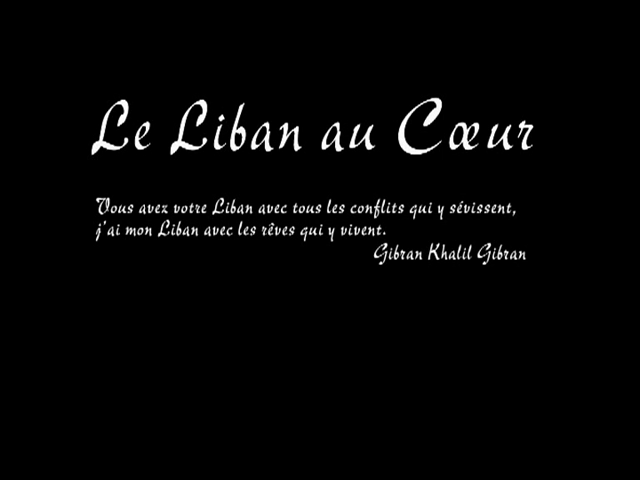 Le Liban au Cœur
Vous avez votre Liban avec tous les conflits qui y sévissent,
j'ai mon Liban avec les rêves qui y vivent.
Gibran Khalil Gibran